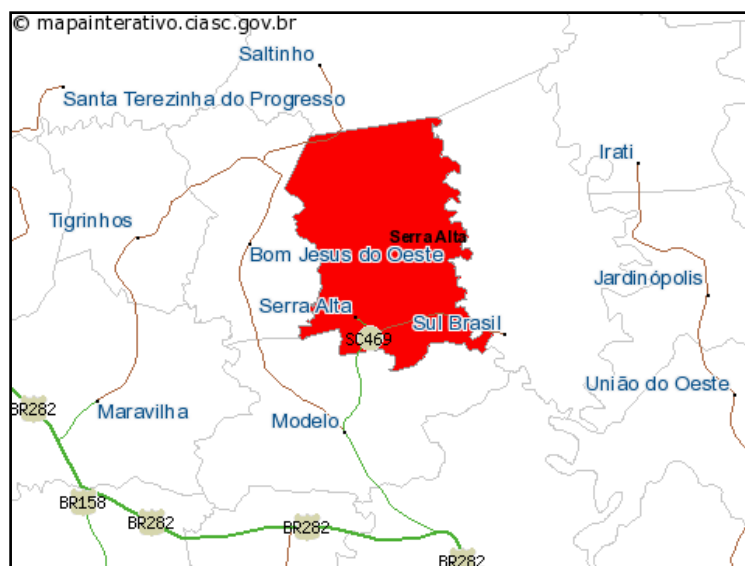 © mapainterativo.ciasc.gov.br
Saltinho
Santa Terezinha do Progresso
Irati
Tigrinhos
Serra Alta
Bom Jesus do Oeste
Jardinópolis
Serra Alta
Sul Brasil
SC469
União do Oeste
BR282
Maravilha
Modelo
BR158
BR282
BR282
BR282